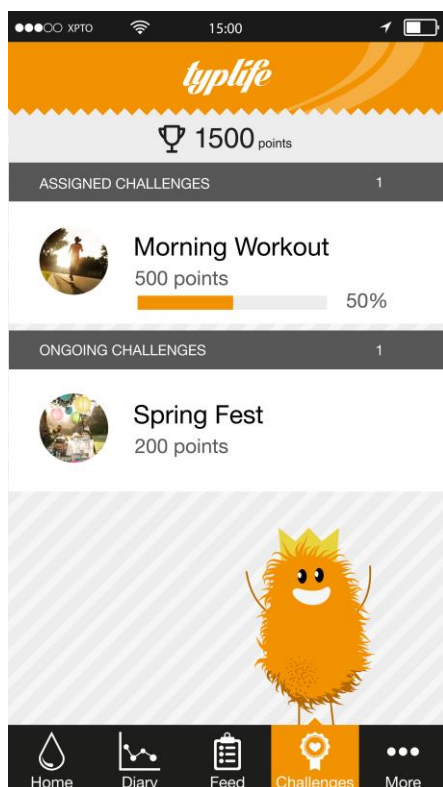 XPTO 15:00
typlife
1500 points
ASSIGNED CHALLENGES 1
Morning Workout
500 points
50%
ONGOING CHALLENGES 1
Spring Fest
200 points
Home Diary Feed Challenges More